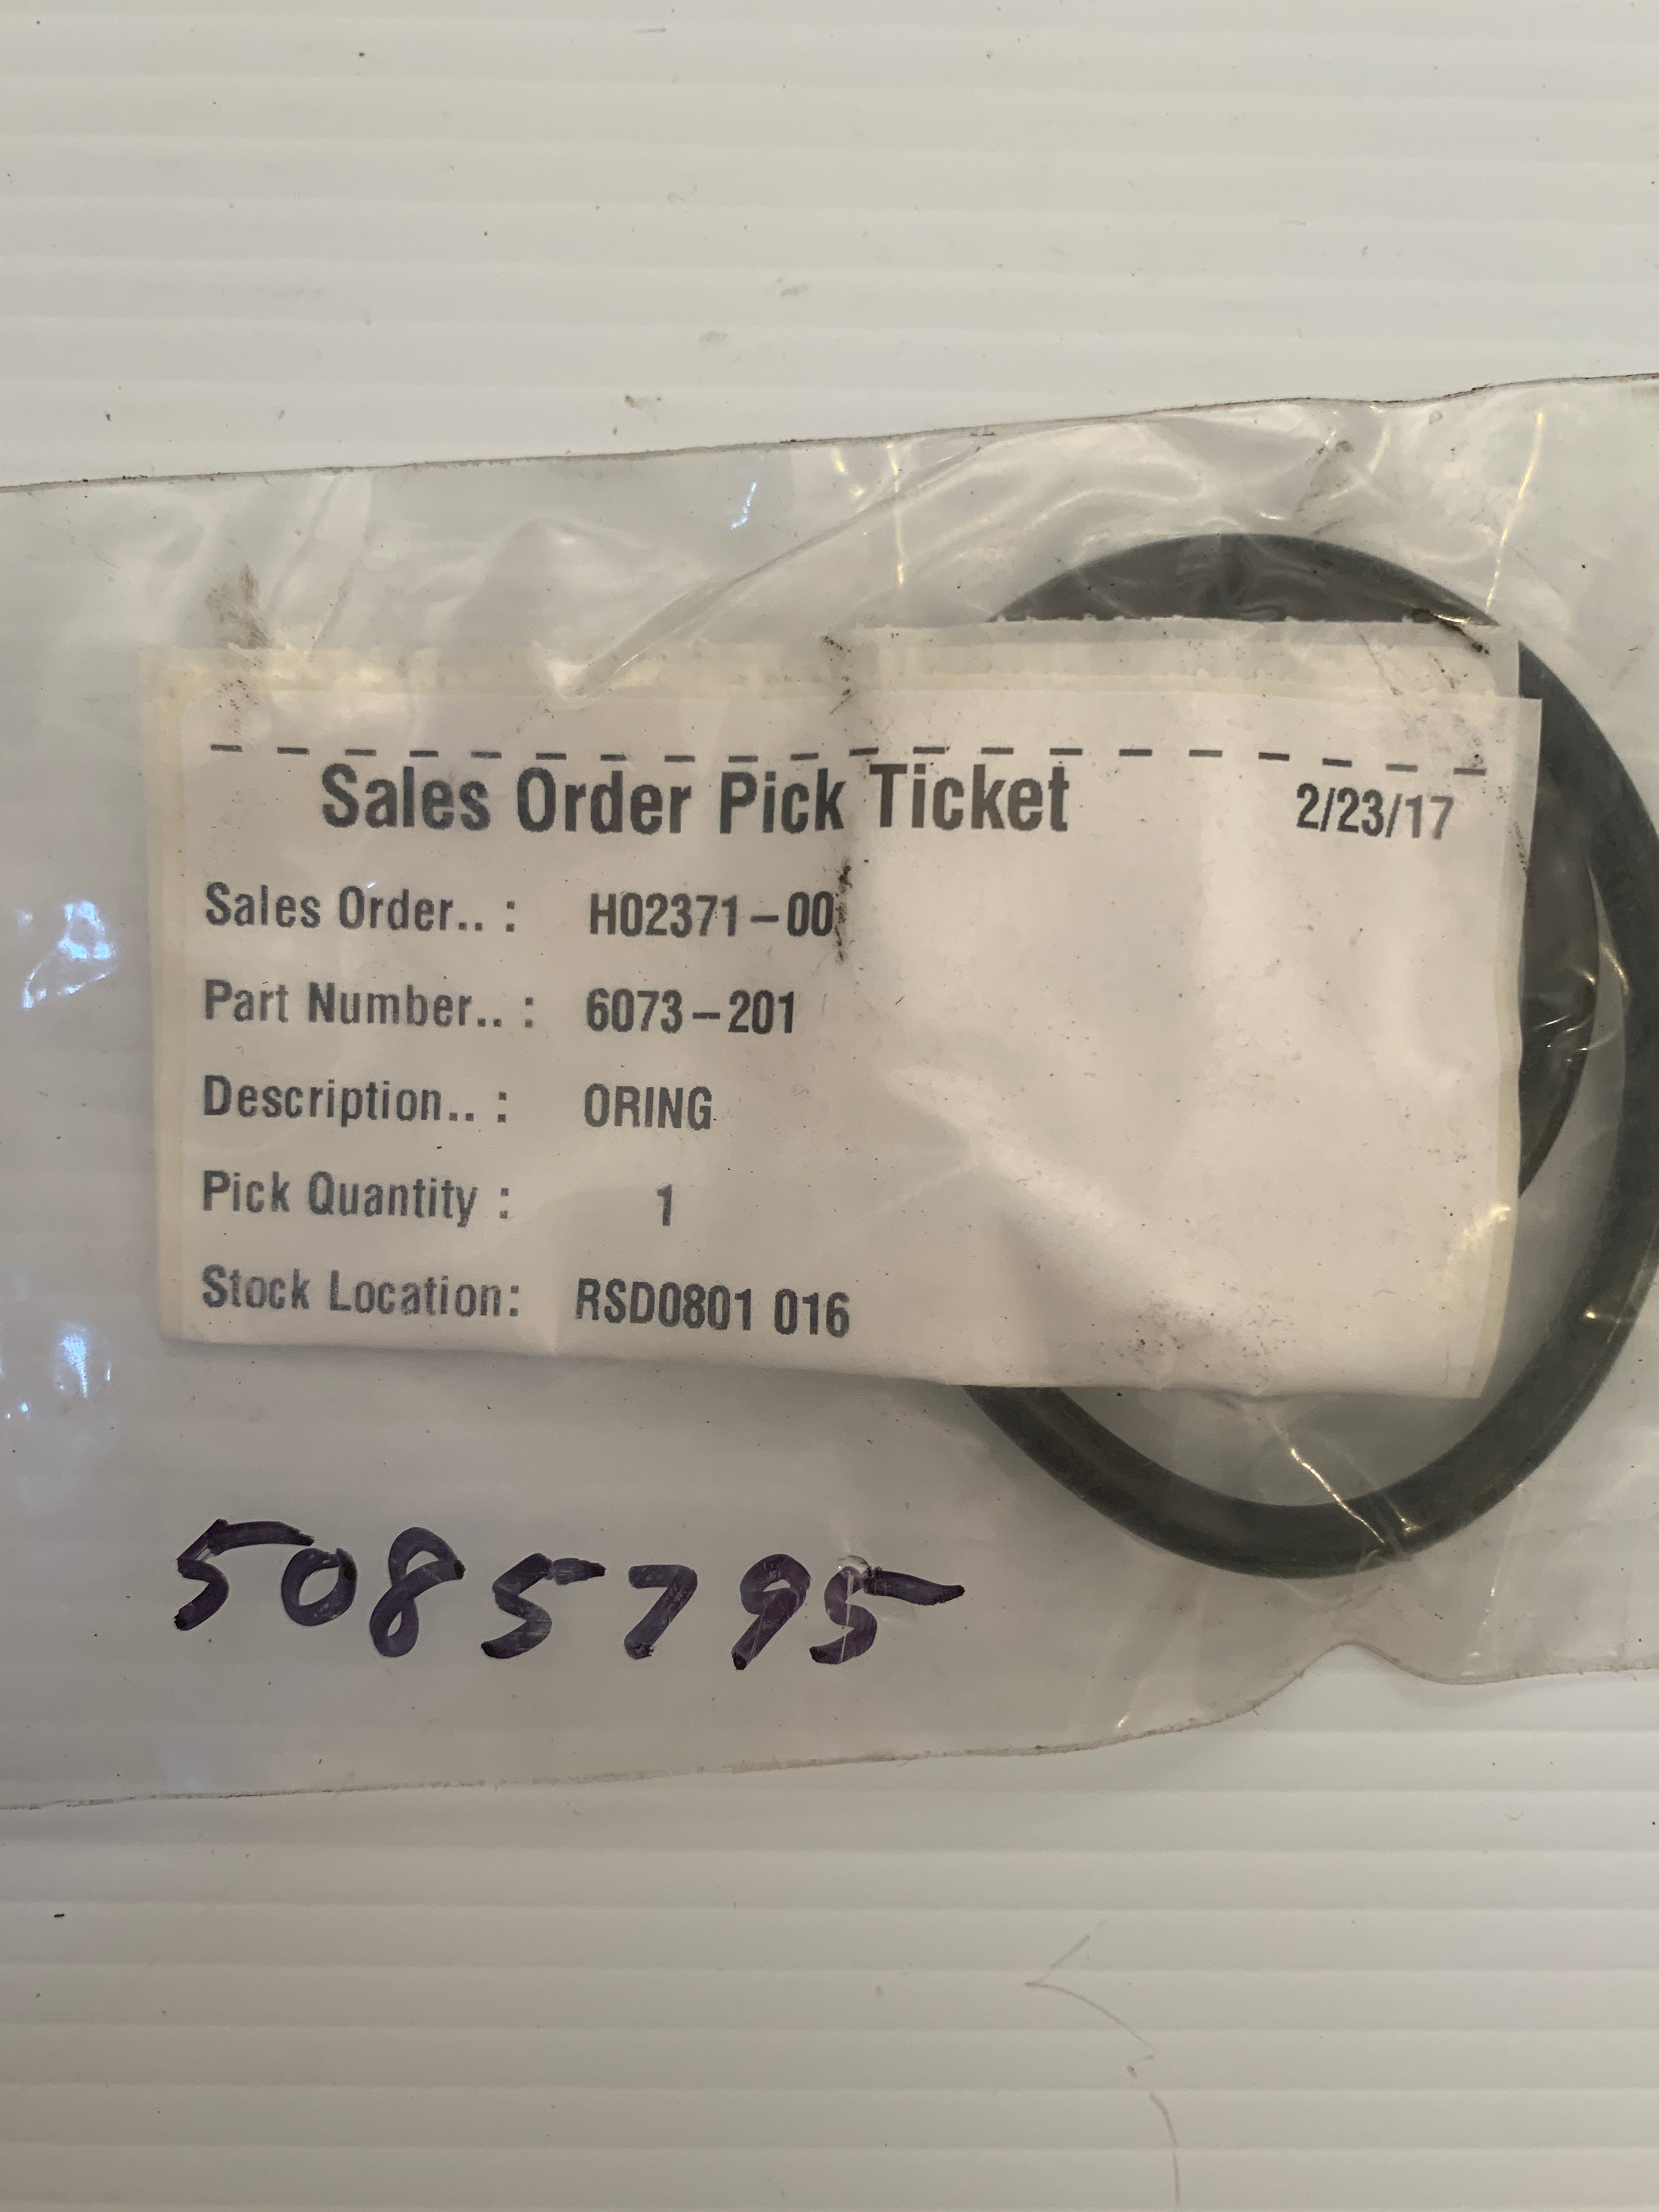 Sales Order Pick Ticket 2/23/17
Sales Order.. : H02371-00
Part Number.. : 6073-201
Description.. : ORING
Pick Quantity : 1
Stock Location: RSD0801 016
5085795